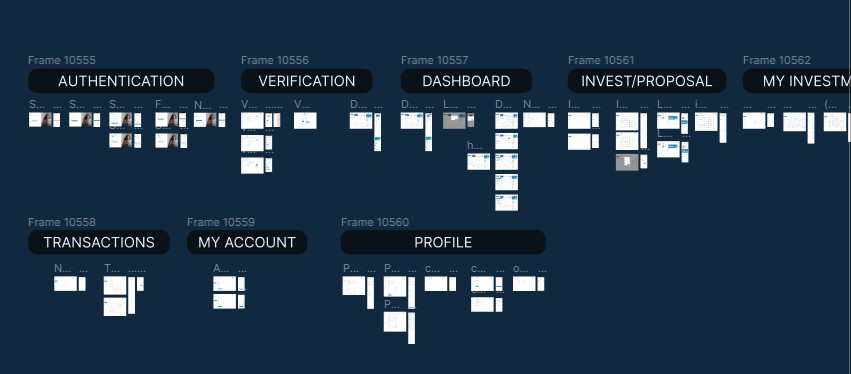 Frame 10555
Frame 10556
Frame 10557
Frame 10561
Frame 10562
AUTHENTICATION
VERIFICATION
DASHBOARD
INVEST/PROPOSAL
MY INVESTM
S... ... S... ... S... ... F... ... N... ...
V... ...... V... D... ...
D... ... L... ... D... N... ...
I... ... I... ... L... ... i... ...
... ... ... ... (...
h...
Frame 10558
Frame 10559
Frame 10560
TRANSACTIONS
MY ACCOUNT
PROFILE
N... ... T... ......
A... ...
P... ... P... ... c... ... c... ... o... ...
P...